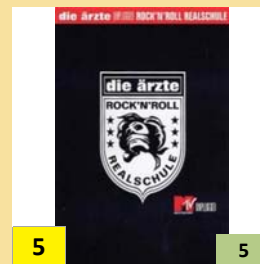 die ärzte ROCK'N'ROLL REALSCHULE
die ärzte
ROCK'N'ROLL
REALSCHULE
MTV
5
5